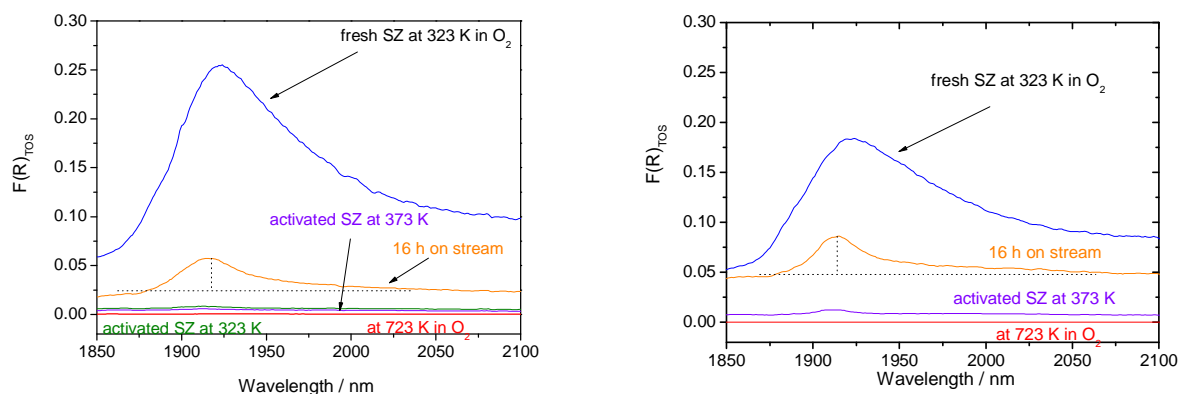 0.30
fresh SZ at 323 K in O2
0.25
0.20
F(R)TOS
0.15
activated SZ at 373 K
0.10
16 h on stream
0.05
0.00
activated SZ at 323 K
at 723 K in O2
1850 1900 1950 2000 2050 2100
Wavelength / nm
0.30
0.25
fresh SZ at 323 K in O2
0.20
F(R)TOS
0.15
0.10
16 h on stream
0.05
activated SZ at 373 K
0.00
at 723 K in O2
1850 1900 1950 2000 2050 2100
Wavelength / nm